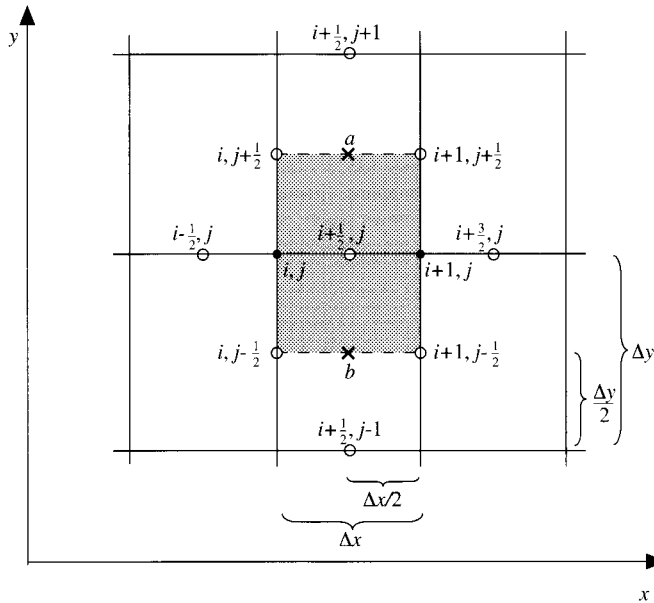 y
i+½, j+1
a
i, j+½
i+1, j+½
i-½, j
i+½, j
i+3/2, j
i, j
i+1, j
i, j-½
i+1, j-½
b
Δy
Δy/2
i+½, j-1
Δx/2
Δx
x